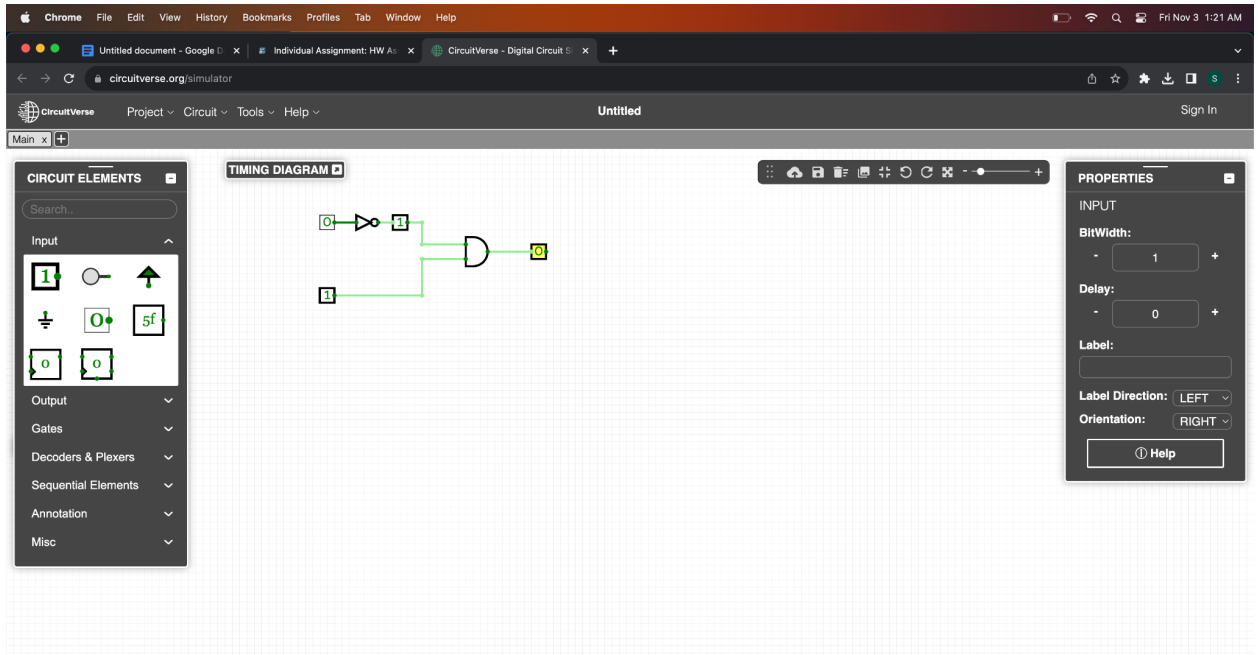 Chrome File Edit View History Bookmarks Profiles Tab Window Help Fri Nov 3 1:21 AM
Untitled document - Google D Individual Assignment: HW As CircuitVerse - Digital Circuit S
circuitverse.org/simulator S
CircuitVerse Project Circuit Tools Help Untitled Sign In
Main x +
CIRCUIT ELEMENTS
Search..
Input
1
0 5f
0 0
Output
Gates
Decoders & Plexers
Sequential Elements
Annotation
Misc
TIMING DIAGRAM
0 1
0
1
PROPERTIES
INPUT
BitWidth:
- 1 +
Delay:
- 0 +
Label:
Label Direction: LEFT
Orientation: RIGHT
Help